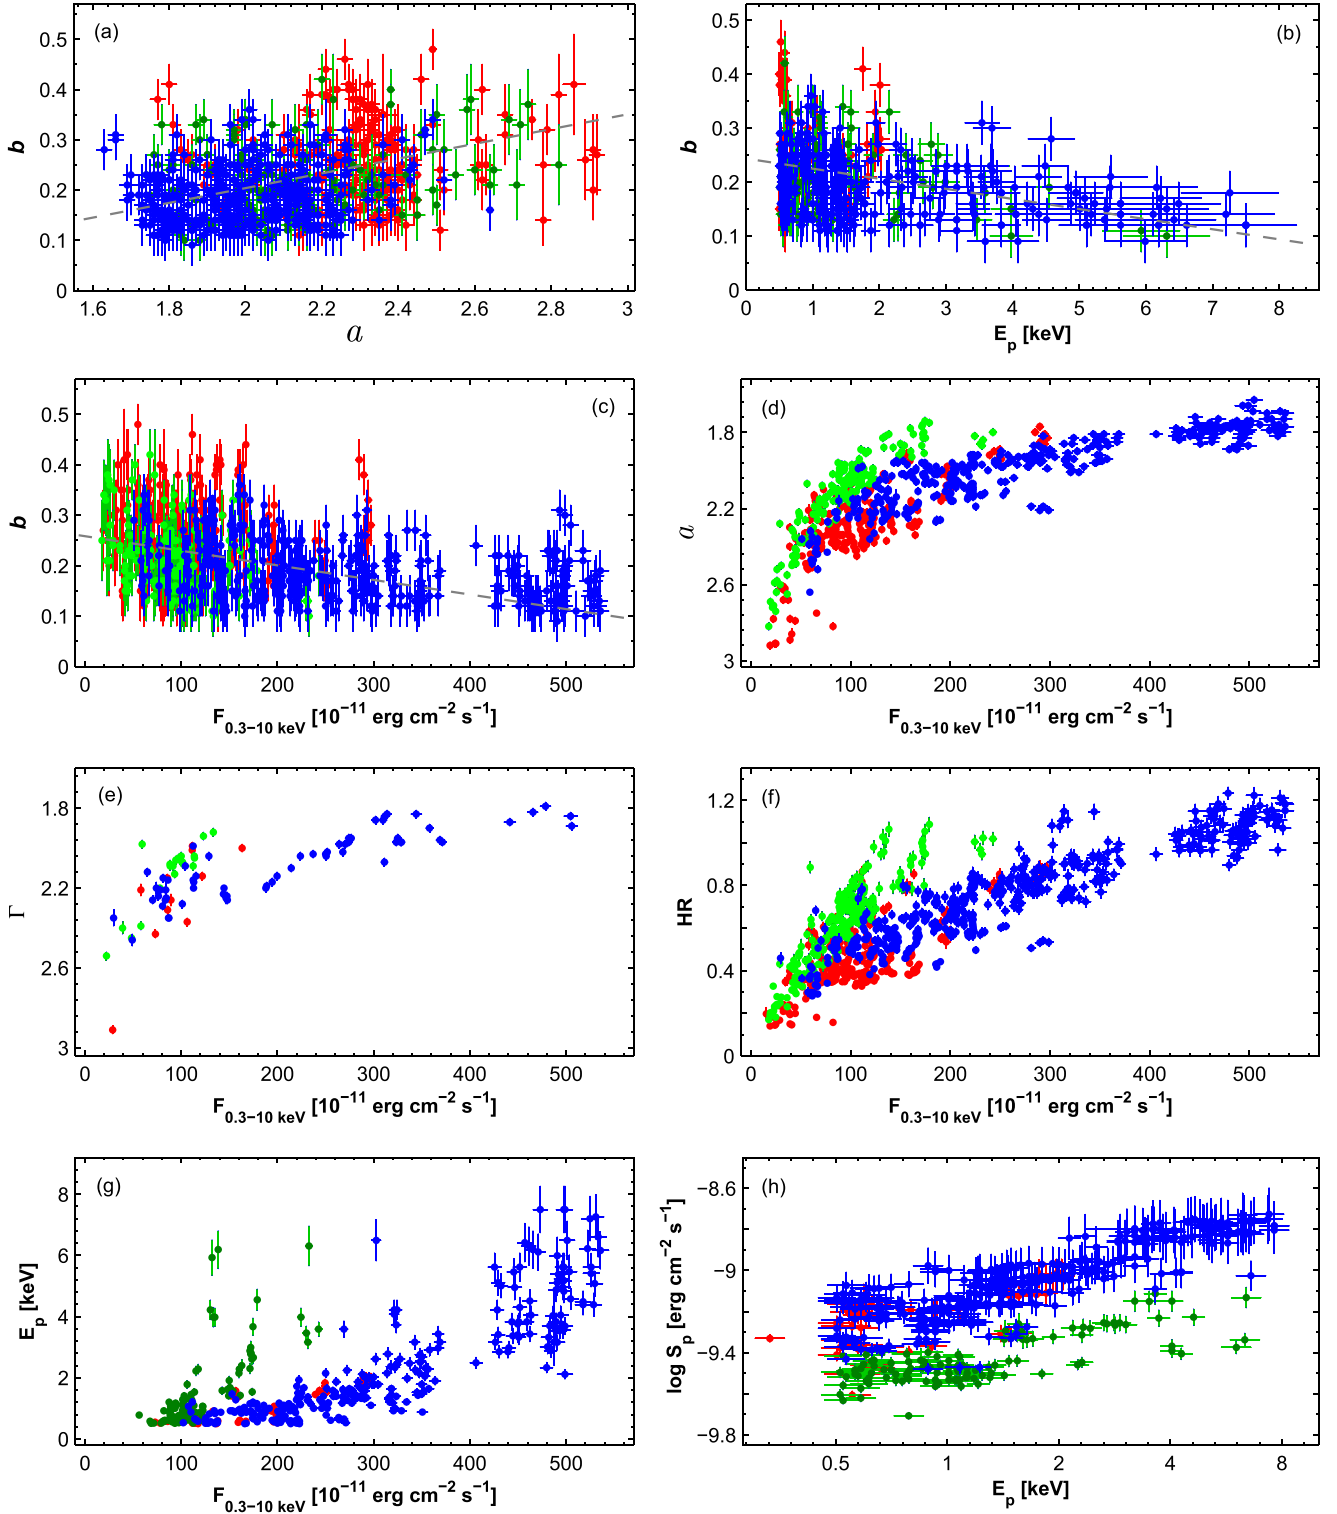 (a)
0.5
0.4
0.3
0.2
0.1
0
b
1.6 1.8 2 2.2 2.4 2.6 2.8 3
a
(b)
0.5
0.4
0.3
0.2
0.1
0
b
0 1 2 3 4 5 6 7 8
E_p [keV]
(c)
0.5
0.4
0.3
0.2
0.1
0
b
0 100 200 300 400 500
F_0.3−10 keV [10^−11 erg cm^−2 s^−1]
(d)
1.8
2.2
2.6
3
a
0 100 200 300 400 500
F_0.3−10 keV [10^−11 erg cm^−2 s^−1]
(e)
1.8
2.2
2.6
3
Γ
0 100 200 300 400 500
F_0.3−10 keV [10^−11 erg cm^−2 s^−1]
(f)
1.2
0.8
0.4
0
HR
0 100 200 300 400 500
F_0.3−10 keV [10^−11 erg cm^−2 s^−1]
(g)
8
6
4
2
0
E_p [keV]
0 100 200 300 400 500
F_0.3−10 keV [10^−11 erg cm^−2 s^−1]
(h)
−8.6
−9
−9.4
−9.8
log S_p [erg cm^−2 s^−1]
0.5 1 2 4 8
E_p [keV]